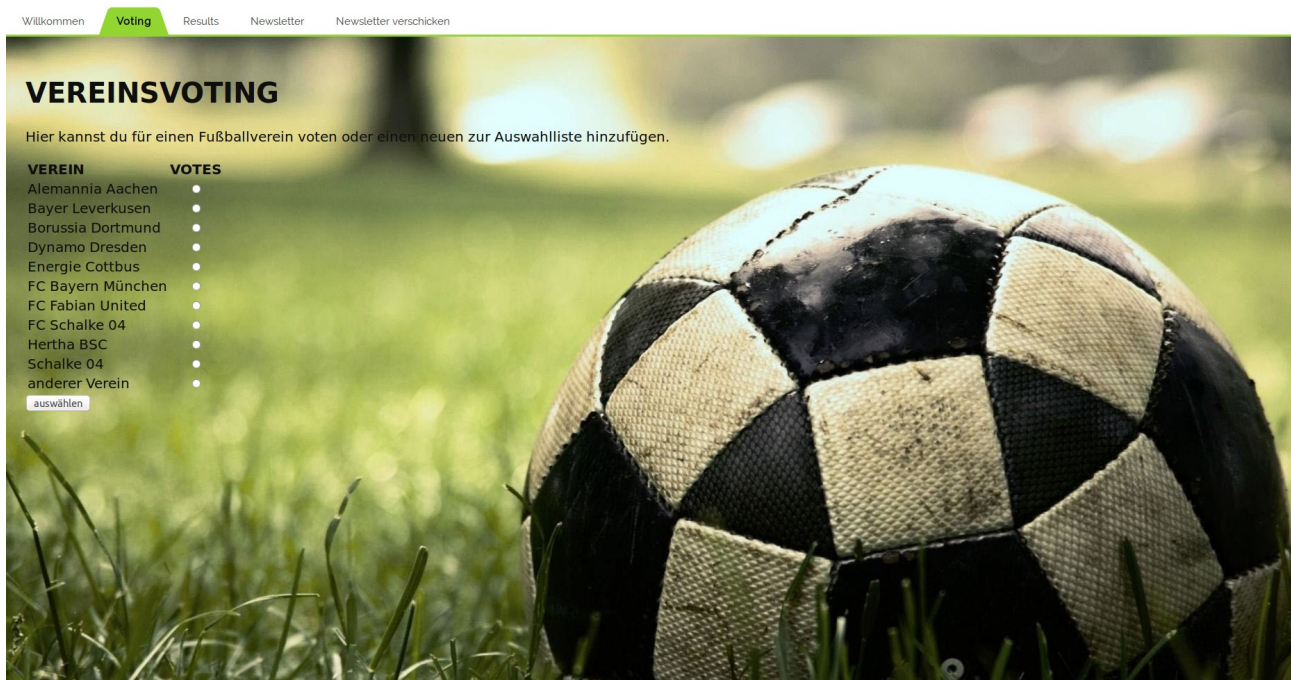 Willkommen Voting Results Newsletter Newsletter verschicken
VEREINSVOTING
Hier kannst du für einen Fußballverein voten oder einen neuen zur Auswahlliste hinzufügen.
VEREIN VOTES
Alemannia Aachen
Bayer Leverkusen
Borussia Dortmund
Dynamo Dresden
Energie Cottbus
FC Bayern München
FC Fabian United
FC Schalke 04
Hertha BSC
Schalke 04
anderer Verein
auswählen